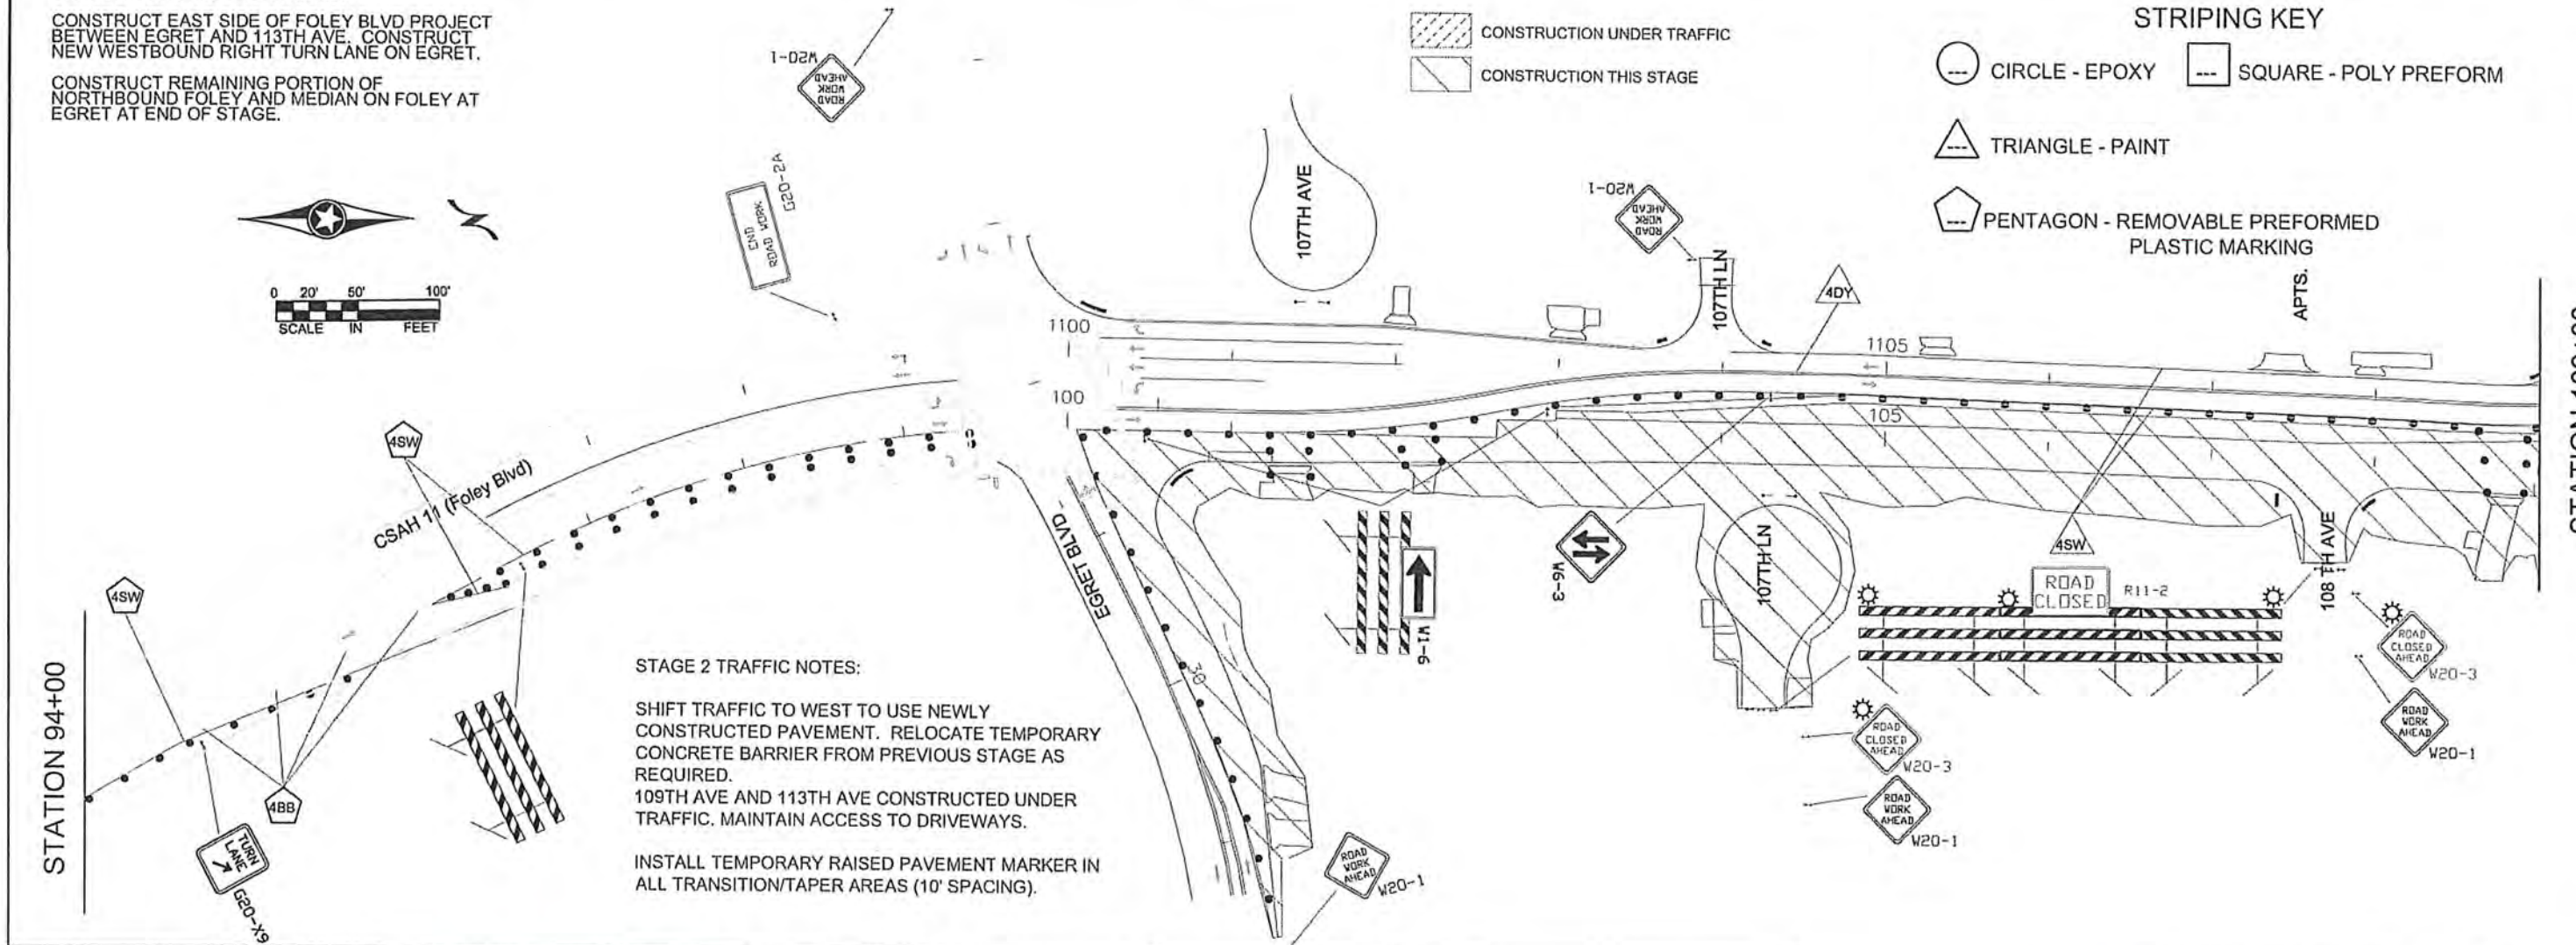 CONSTRUCT EAST SIDE OF FOLEY BLVD PROJECT
BETWEEN EGRET AND 113TH AVE. CONSTRUCT
NEW WESTBOUND RIGHT TURN LANE ON EGRET.
CONSTRUCT REMAINING PORTION OF
NORTHBOUND FOLEY AND MEDIAN ON FOLEY AT
EGRET AT END OF STAGE.
0 20' 50' 100'
SCALE IN FEET
W20-1
ROAD
WORK
AHEAD
G20-2A
END
ROAD WORK
CONSTRUCTION UNDER TRAFFIC
CONSTRUCTION THIS STAGE
STRIPING KEY
CIRCLE - EPOXY
SQUARE - POLY PREFORM
TRIANGLE - PAINT
PENTAGON - REMOVABLE PREFORMED
PLASTIC MARKING
107TH AVE
W20-1
ROAD
WORK
AHEAD
107TH LN
4DY
APTS.
1100
1105
100
105
4SW
CSAH 11 (Foley Blvd)
EGRET BLVD
30
W1-6
W6-3
107TH LN
4SW
ROAD
CLOSED
R11-2
108 TH AVE
ROAD
CLOSED
AHEAD
W20-3
ROAD
WORK
AHEAD
W20-1
ROAD
CLOSED
AHEAD
W20-3
ROAD
WORK
AHEAD
W20-1
4SW
STATION 94+00
4BB
TURN
LANE
G20-X9
STAGE 2 TRAFFIC NOTES:
SHIFT TRAFFIC TO WEST TO USE NEWLY
CONSTRUCTED PAVEMENT. RELOCATE TEMPORARY
CONCRETE BARRIER FROM PREVIOUS STAGE AS
REQUIRED.
109TH AVE AND 113TH AVE CONSTRUCTED UNDER
TRAFFIC. MAINTAIN ACCESS TO DRIVEWAYS.
INSTALL TEMPORARY RAISED PAVEMENT MARKER IN
ALL TRANSITION/TAPER AREAS (10' SPACING).
ROAD
WORK
AHEAD
W20-1